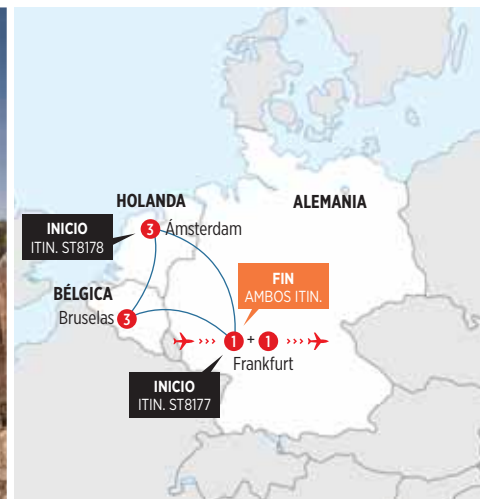 HOLANDA
ALEMANIA
INICIO
ITIN. ST8178
3 Ámsterdam
FIN
AMBOS ITIN.
BÉLGICA
Bruselas 3
1 + 1
Frankfurt
INICIO
ITIN. ST8177